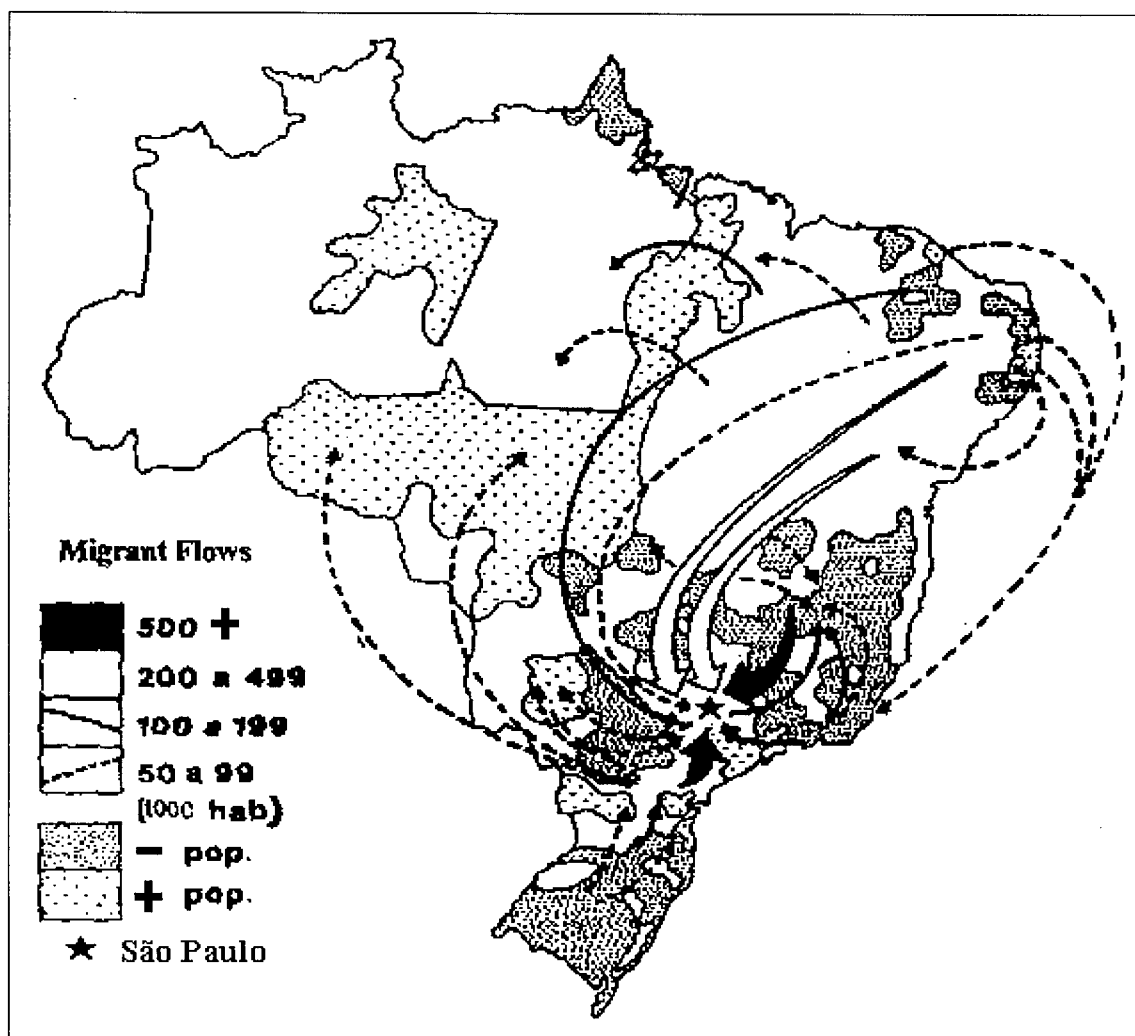 Migrant Flows
500 +
200 a 499
100 a 199
50 a 99
(1000 hab)
- pop.
+ pop.
★ São Paulo